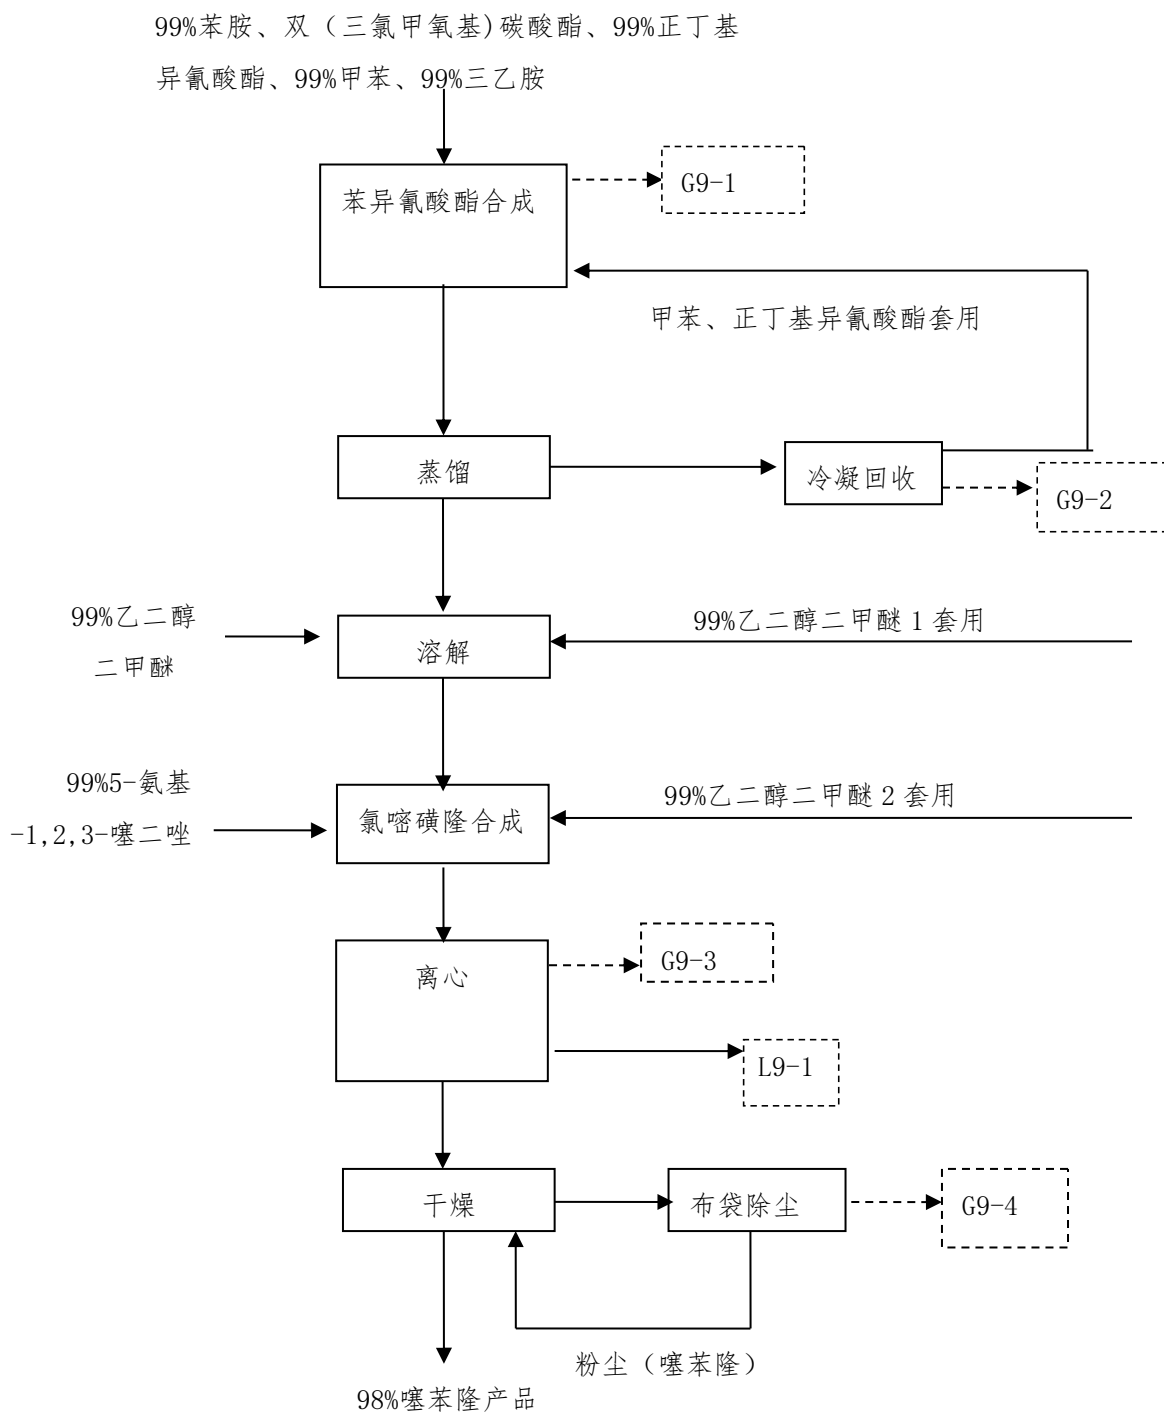 99%苯胺、双（三氯甲氧基)碳酸酯、99%正丁基
异氰酸酯、99%甲苯、99%三乙胺
苯异氰酸酯合成
G9-1
甲苯、正丁基异氰酸酯套用
蒸馏
冷凝回收
G9-2
99%乙二醇
二甲醚
溶解
99%乙二醇二甲醚 1 套用
99%5-氨基
-1,2,3-噻二唑
氯嘧磺隆合成
99%乙二醇二甲醚 2 套用
离心
G9-3
L9-1
干燥
布袋除尘
G9-4
粉尘（噻苯隆）
98%噻苯隆产品